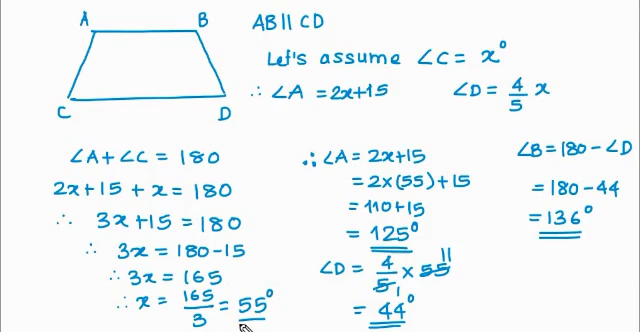 A B
C D
AB || CD
Let's assume ∠C = x°
∴ ∠A = 2x+15 ∠D = 4/5 x
∠A + ∠C = 180
2x+15 + x = 180
∴ 3x+15 = 180
∴ 3x = 180-15
∴ 3x = 165
∴ x = 165/3 = 55°
∴ ∠A = 2x+15
= 2x(55)+15
= 110+15
= 125°
∠D = 4/5 1 × 55 11
= 44°
∠B = 180 - ∠D
= 180-44
= 136°